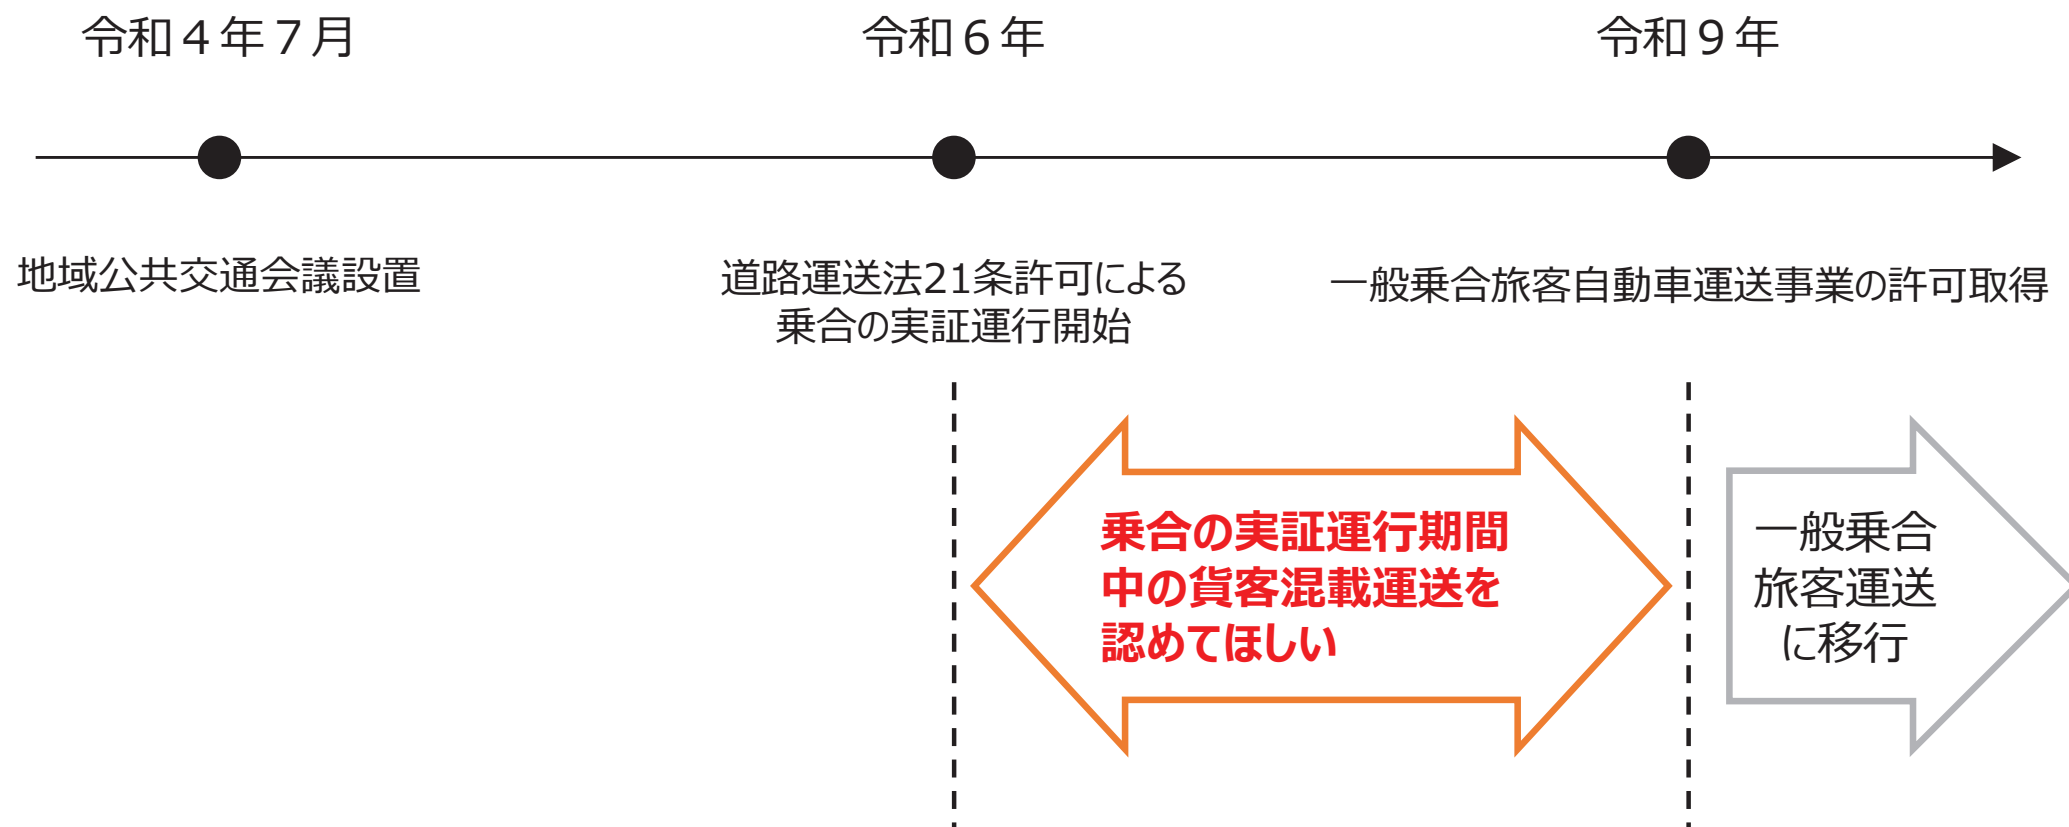 令和４年７月
令和６年
令和９年
地域公共交通会議設置
道路運送法21条許可による
乗合の実証運行開始
一般乗合旅客自動車運送事業の許可取得
乗合の実証運行期間
中の貨客混載運送を
認めてほしい
一般乗合
旅客運送
に移行